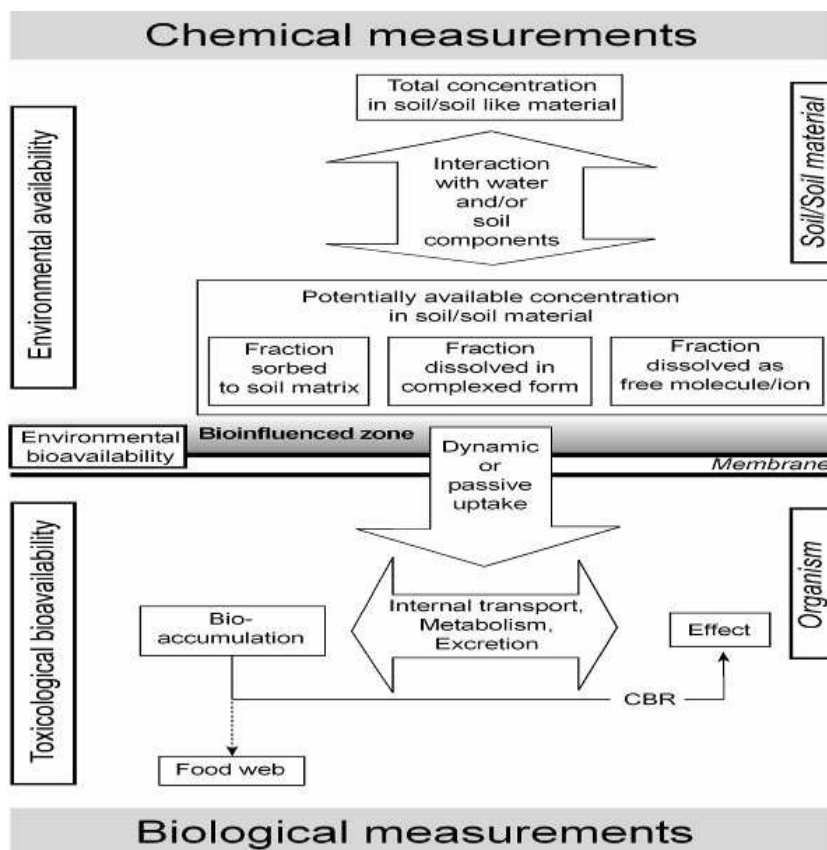 Chemical measurements
Total concentration
in soil/soil like material
Environmental availability
Soil/Soil material
Interaction
with water
and/or
soil
components
Potentially available concentration
in soil/soil material
Fraction
sorbed
to soil matrix
Fraction
dissolved in
complexed form
Fraction
dissolved as
free molecule/ion
Environmental
bioavailability
Bioinfluenced zone
Membrane
Dynamic
or
passive
uptake
Toxicological bioavailability
Organism
Bio-
accumulation
Internal transport,
Metabolism,
Excretion
Effect
CBR
Food web
Biological measurements